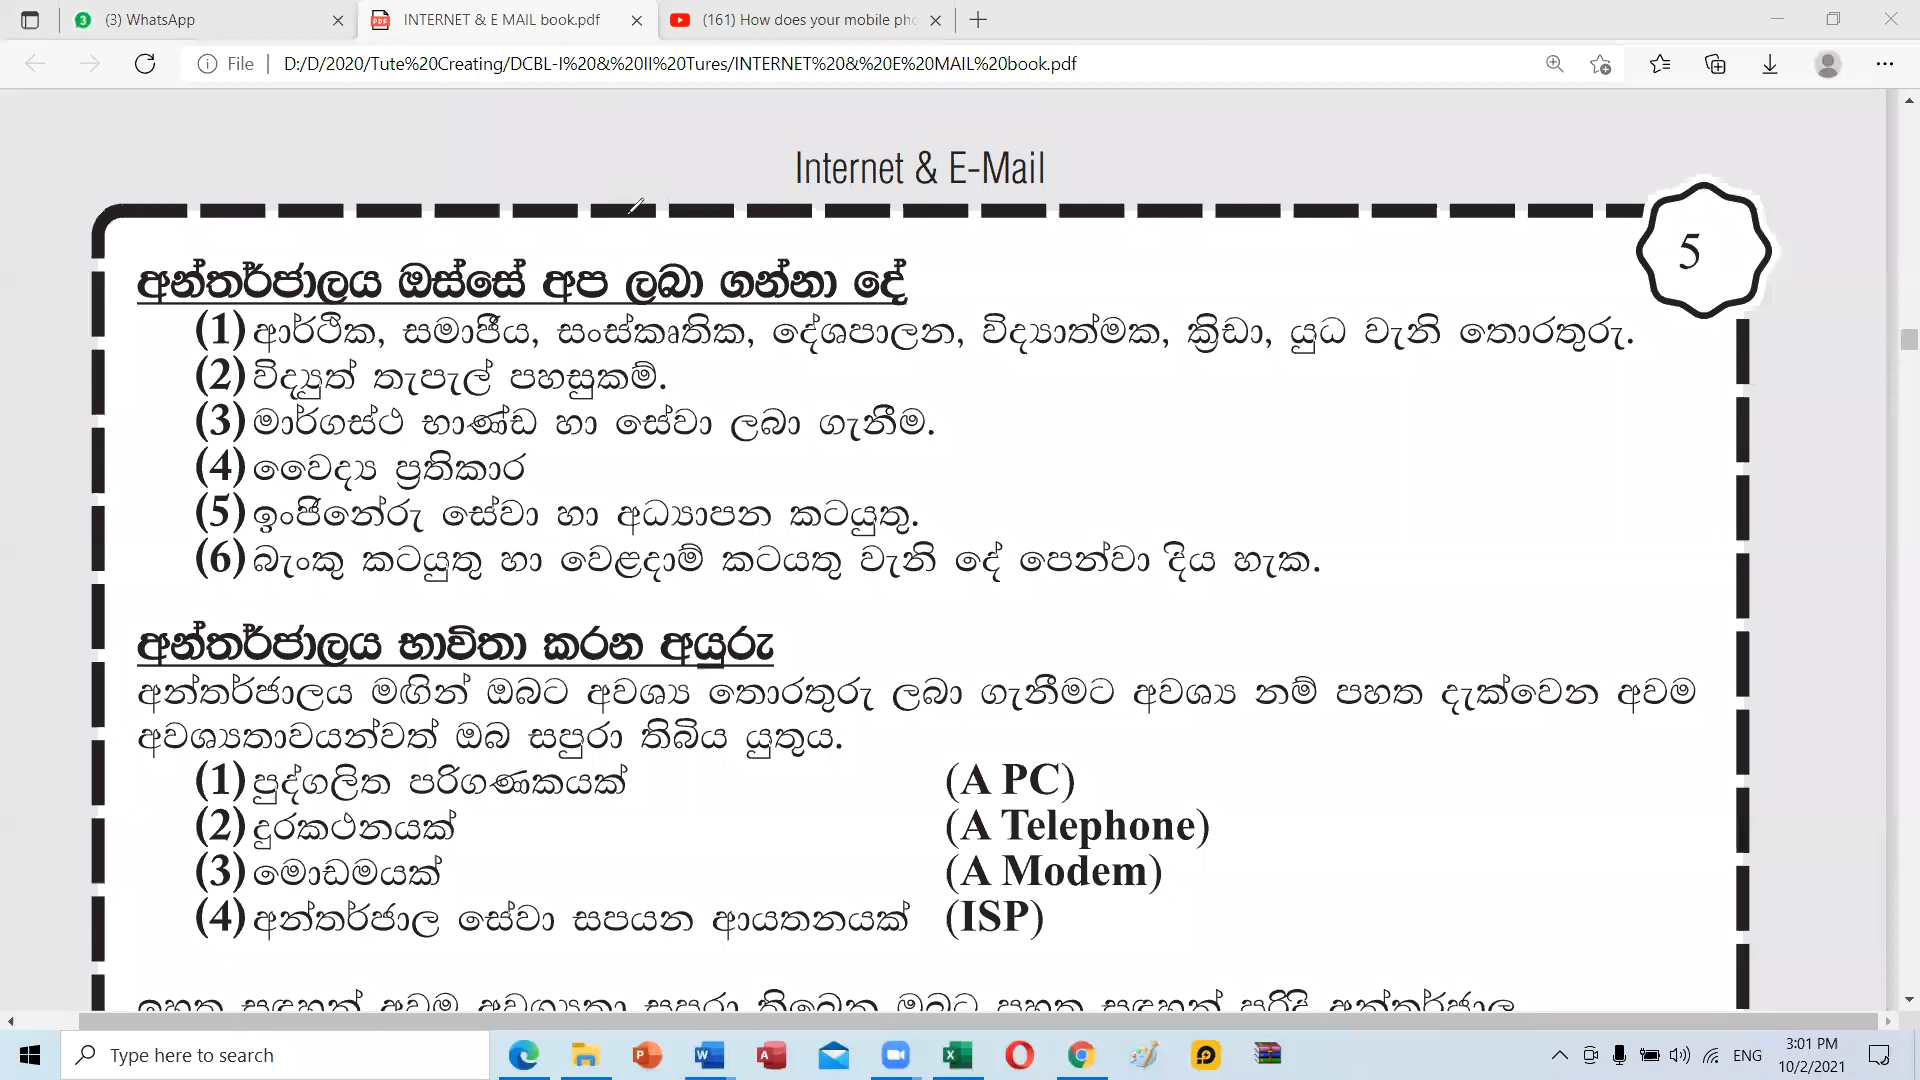 (3) WhatsApp
INTERNET & E MAIL book.pdf
(161) How does your mobile pho
File
D:/D/2020/Tute%20Creating/DCBL-I%20&%20II%20Tures/INTERNET%20&%20E%20MAIL%20book.pdf
Internet & E-Mail
5
අන්තර්ජාලය ඔස්සේ අප ලබා ගන්නා දේ
(1) ආර්ථික, සමාජීය, සංස්කෘතික, දේශපාලන, විද්‍යාත්මක, ක්‍රිඩා, යුධ වැනි තොරතුරු.
(2) විද්‍යුත් තැපැල් පහසුකම්.
(3) මාර්ගස්ථ භාණ්ඩ හා සේවා ලබා ගැනීම.
(4) වෛද්‍ය ප්‍රතිකාර
(5) ඉංජිනේරු සේවා හා අධ්‍යාපන කටයුතු.
(6) බැංකු කටයුතු හා වෙළදාම් කටයතු වැනි දේ පෙන්වා දිය හැක.
අන්තර්ජාලය භාවිතා කරන අයුරු
අන්තර්ජාලය මඟින් ඔබට අවශ්‍ය තොරතුරු ලබා ගැනීමට අවශ්‍ය නම් පහත දැක්වෙන අවම
අවශ්‍යතාවයන්වත් ඔබ සපුරා තිබිය යුතුය.
(1) පුද්ගලිත පරිගණකයක් (A PC)
(2) දුරකථනයක් (A Telephone)
(3) මොඩමයක් (A Modem)
(4) අන්තර්ජාල සේවා සපයන ආයතනයක් (ISP)
Type here to search
ENG
3:01 PM
10/2/2021